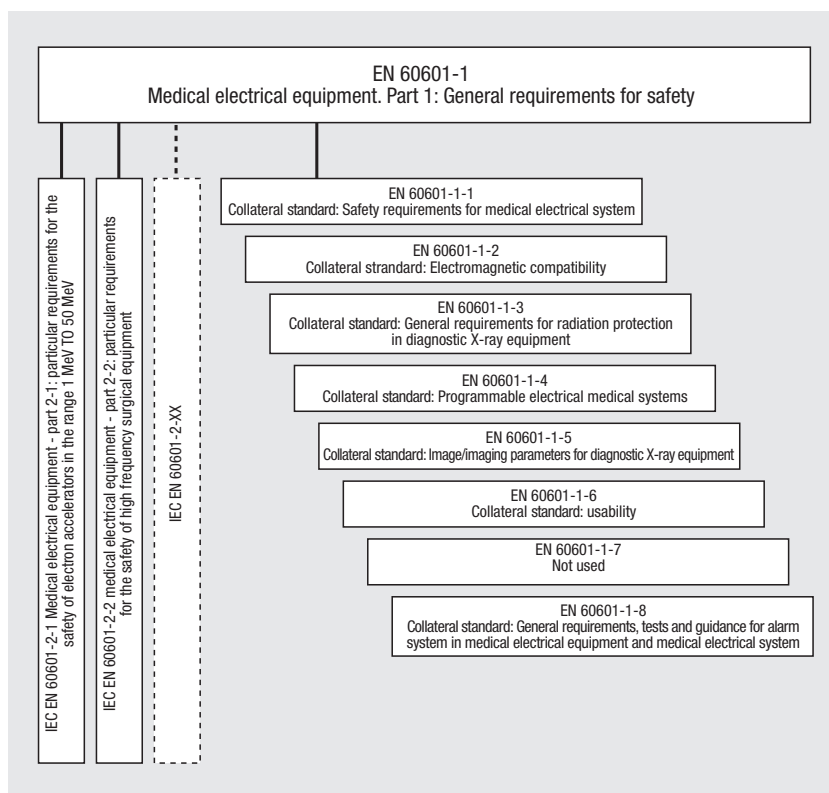 EN 60601-1
Medical electrical equipment. Part 1: General requirements for safety
IEC EN 60601-2-1 Medical electrical equipment - part 2-1: particular requirements for the
safety of electron accelerators in the range 1 MeV TO 50 MeV
IEC EN 60601-2-2 medical electrical equipment - part 2-2: particular requirements
for the safety of high frequency surgical equipment
IEC EN 60601-2-XX
EN 60601-1-1
Collateral standard: Safety requirements for medical electrical system
EN 60601-1-2
Collateral strandard: Electromagnetic compatibility
EN 60601-1-3
Collateral standard: General requirements for radiation protection
in diagnostic X-ray equipment
EN 60601-1-4
Collateral standard: Programmable electrical medical systems
EN 60601-1-5
Collateral standard: Image/imaging parameters for diagnostic X-ray equipment
EN 60601-1-6
Collateral standard: usability
EN 60601-1-7
Not used
EN 60601-1-8
Collateral standard: General requirements, tests and guidance for alarm
system in medical electrical equipment and medical electrical system